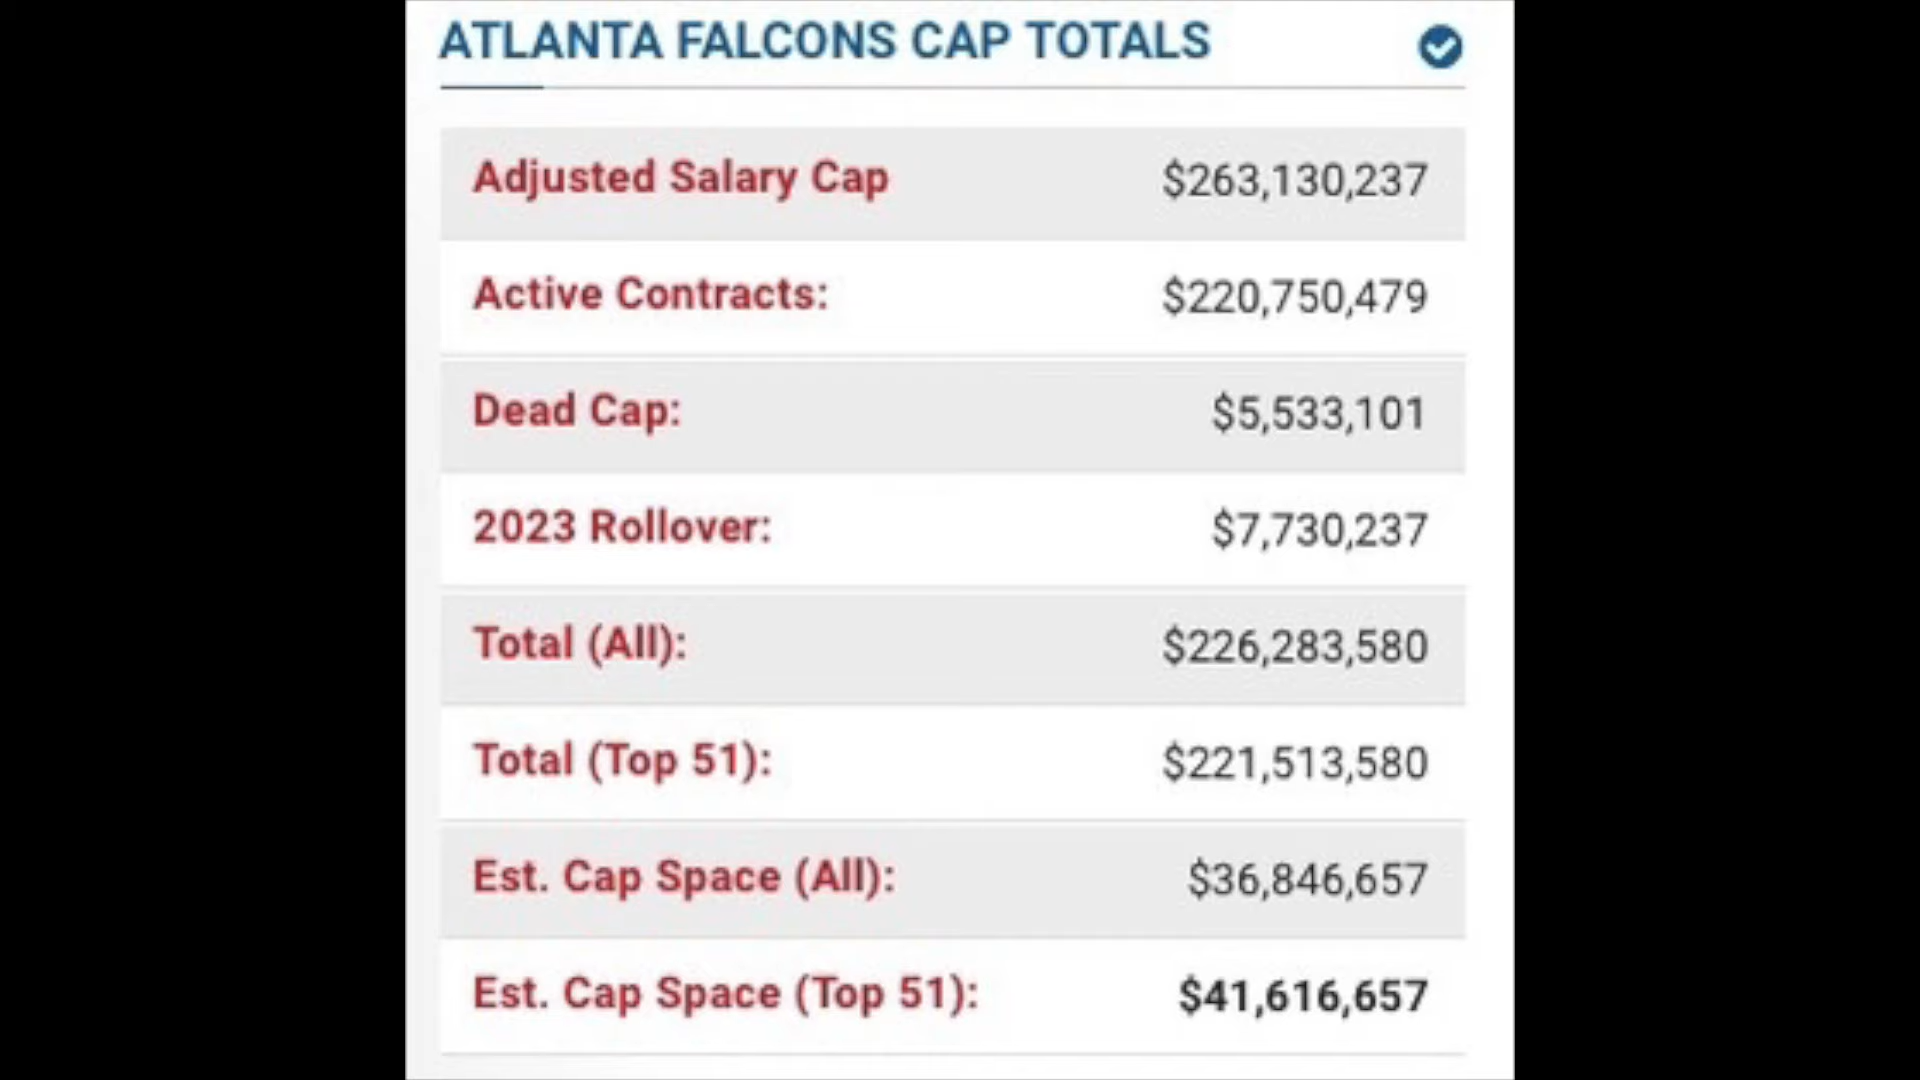 ATLANTA FALCONS CAP TOTALS
Adjusted Salary Cap $263,130,237
Active Contracts: $220,750,479
Dead Cap: $5,533,101
2023 Rollover: $7,730,237
Total (All): $226,283,580
Total (Top 51): $221,513,580
Est. Cap Space (All): $36,846,657
Est. Cap Space (Top 51): $41,616,657